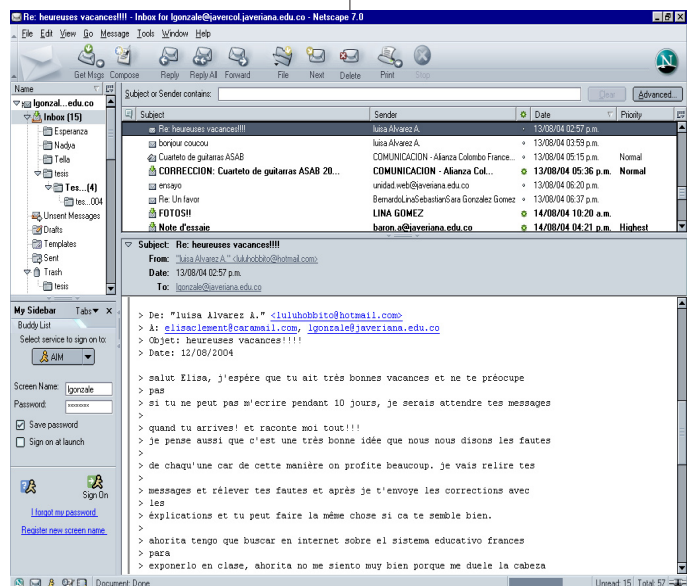 Re: heureuses vacances!!!! - Inbox for lgonzale@javercol.javeriana.edu.co - Netscape 7.0
File Edit View Go Message Tools Window Help
Get Msgs Compose Reply Reply All Forward File Next Delete Print Stop
Name
Subject or Sender contains: Clear Advanced...
lgonzal...edu.co
Inbox (15)
Esperanza
Nadya
Tella
tesis
Tes...(4)
tes...004
Unsent Messages
Drafts
Templates
Sent
Trash
tesis
Subject Sender Date Priority
Re: heureuses vacances!!!! luisa Alvarez A. 13/08/04 02:57 p.m.
bonjour coucou luisa Alvarez A. 13/08/04 03:59 p.m.
Cuarteto de guitarras ASAB COMUNICACION - Alianza Colombo France... 13/08/04 05:15 p.m. Normal
CORRECCION: Cuarteto de guitarras ASAB 20... COMUNICACION - Alianza Col... 13/08/04 05:36 p.m. Normal
ensayo unidad.web@javeriana.edu.co 13/08/04 06:20 p.m.
Re: Un favor BernardoLinaSebastianSara Gonzalez Gomez 13/08/04 06:37 p.m.
FOTOS!! LINA GOMEZ 14/08/04 10:20 a.m.
Note d'essaie baron.a@javeriana.edu.co 14/08/04 04:21 p.m. Highest
Subject: Re: heureuses vacances!!!!
From: "luisa Alvarez A." <luluhobbito@hotmail.com>
Date: 13/08/04 02:57 p.m.
To: lgonzale@javeriana.edu.co
My Sidebar Tabs X
Buddy List
Select service to sign on to:
AIM
Screen Name: lgonzale
Password: xxxxxxxx
Save password
Sign on at launch
Sign On
I forgot my password
Register new screen name
> De: "luisa Alvarez A." <luluhobbito@hotmail.com>
> A: elisaclement@caramail.com, lgonzale@javeriana.edu.co
> Objet: heureuses vacances!!!!
> Date: 12/08/2004
> salut Elisa, j'espére que tu ait trés bonnes vacances et ne te préocupe
> pas
> si tu ne peut pas m'ecrire pendant 10 jours, je serais attendre tes messages
>
> quand tu arrives! et raconte moi tout!!!
> je pense aussi que c'est une trés bonne idée que nous nous disons les fautes
>
> de chaqu'une car de cette manière on profite beaucoup. je vais relire tes
>
> messages et rélever tes fautes et après je t'envoye les corrections avec
> les
> éxplications et tu peut faire la méme chose si ca te semble bien.
>
> ahorita tengo que buscar en internet sobre el sistema educativo frances
> para
> exponerlo en clase, ahorita no me siento muy bien porque me duele la cabeza
Document: Done Unread: 15 Total: 57